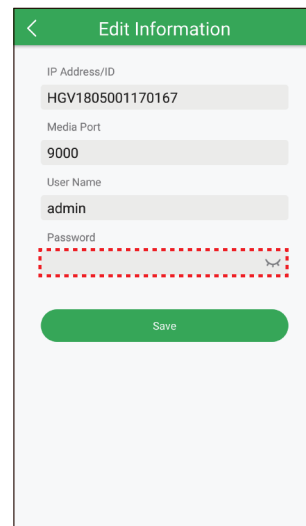 Edit Information
IP Address/ID
HGV1805001170167
Media Port
9000
User Name
admin
Password
Save